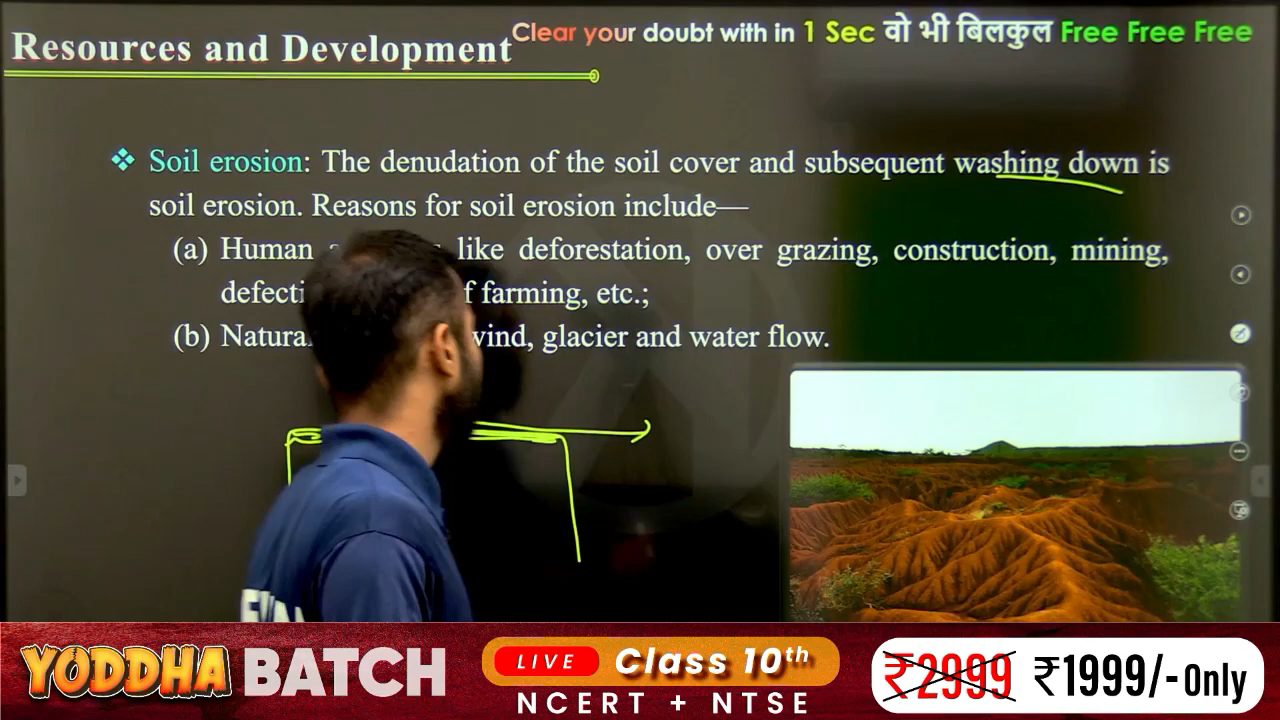 Resources and Development
Clear your doubt with in 1 Sec वो भी बिलकुल Free Free Free
❖ Soil erosion: The denudation of the soil cover and subsequent washing down is
soil erosion. Reasons for soil erosion include—
(a) Human like deforestation, over grazing, construction, mining,
of farming, etc.;
(b) wind, glacier and water flow.
YODDHA BATCH
LIVE Class 10th
NCERT + NTSE
₹2999 ₹1999/- Only